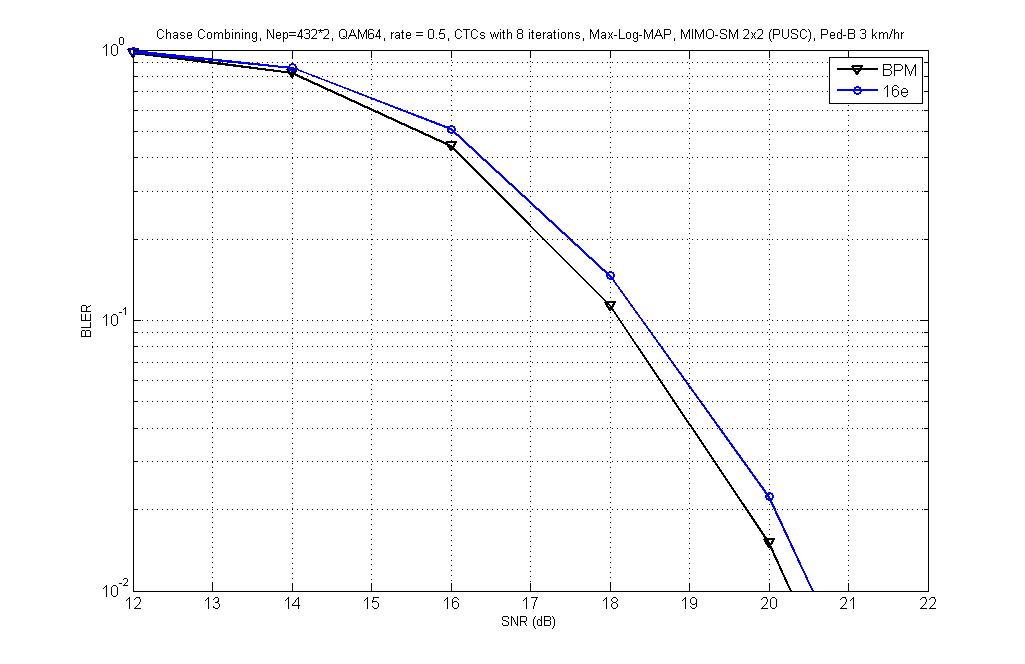 Chase Combining, Nep=432*2, QAM64, rate = 0.5, CTCs with 8 iterations, Max-Log-MAP, MIMO-SM 2x2 (PUSC), Ped-B 3 km/hr
10^0
BPM
16e
BLER
10^-1
10^-2
12 13 14 15 16 17 18 19 20 21 22
SNR (dB)